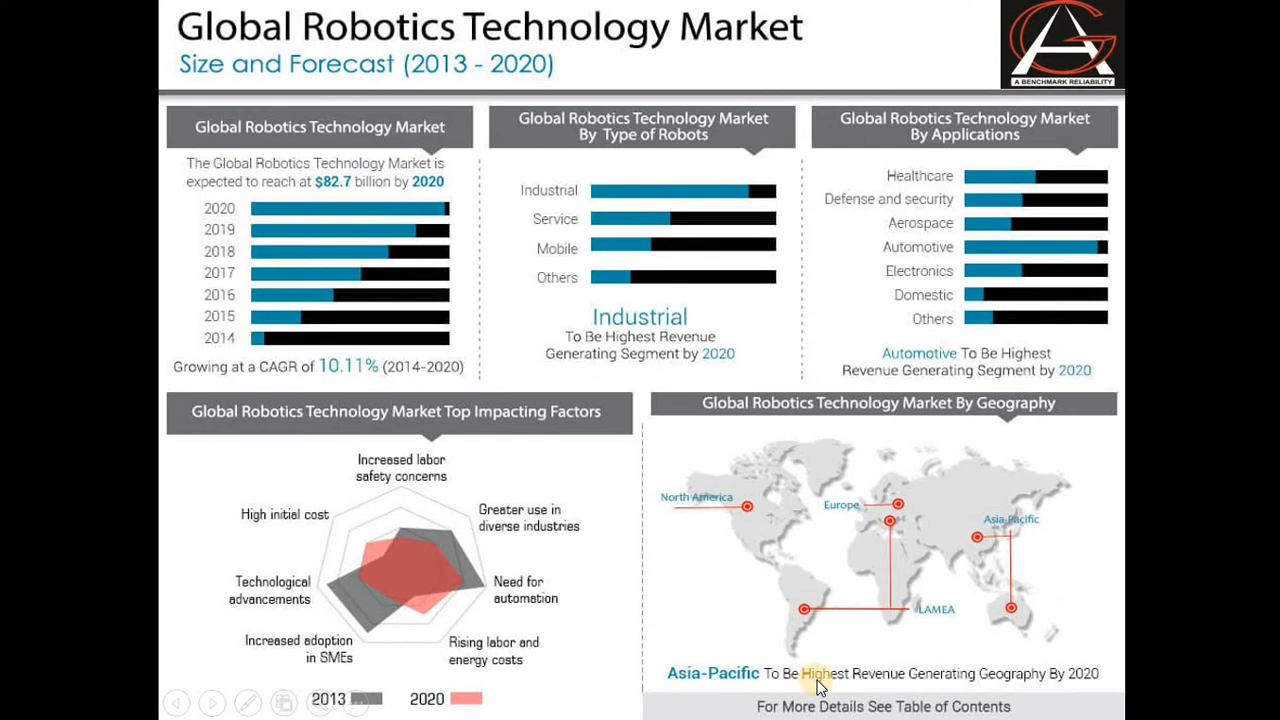 Global Robotics Technology Market
Size and Forecast (2013 - 2020)
A G
A BENCHMARK RELIABILITY
Global Robotics Technology Market
The Global Robotics Technology Market is
expected to reach at $82.7 billion by 2020
2020
2019
2018
2017
2016
2015
2014
Growing at a CAGR of 10.11% (2014-2020)
Global Robotics Technology Market
By Type of Robots
Industrial
Service
Mobile
Others
Industrial
To Be Highest Revenue
Generating Segment by 2020
Global Robotics Technology Market
By Applications
Healthcare
Defense and security
Aerospace
Automotive
Electronics
Domestic
Others
Automotive To Be Highest
Revenue Generating Segment by 2020
Global Robotics Technology Market Top Impacting Factors
Increased labor
safety concerns
High initial cost
Greater use in
diverse industries
Technological
advancements
Need for
automation
Increased adoption
in SMEs
Rising labor and
energy costs
2013
2020
Global Robotics Technology Market By Geography
North America
Europe
Asia-Pacific
LAMEA
Asia-Pacific To Be Highest Revenue Generating Geography By 2020
For More Details See Table of Contents